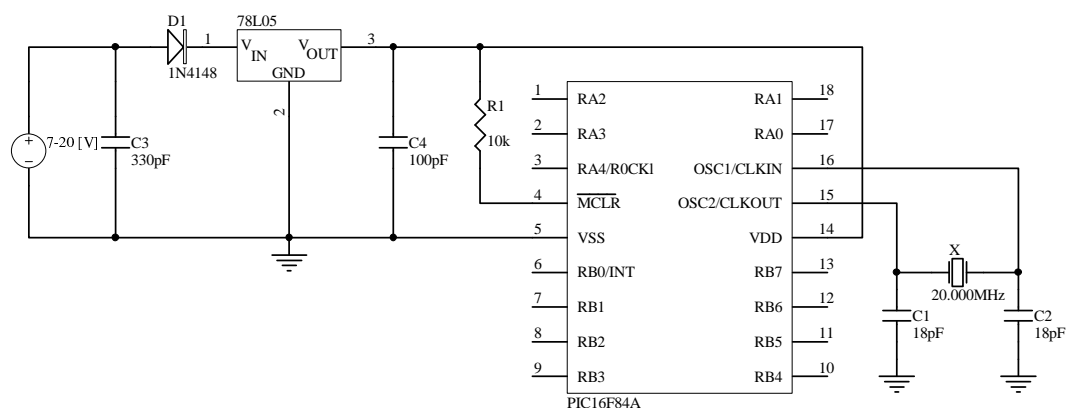 D1
1N4148
1
78L05
VIN
VOUT
GND
2
3
+
−
7-20 [V]
C3
330pF
C4
100pF
R1
10k
1 RA2
2 RA3
3 RA4/R0CKl
4 MCLR
5 VSS
6 RB0/INT
7 RB1
8 RB2
9 RB3
RA1 18
RA0 17
OSC1/CLKIN 16
OSC2/CLKOUT 15
VDD 14
RB7 13
RB6 12
RB5 11
RB4 10
PIC16F84A
X
20.000MHz
C1
18pF
C2
18pF